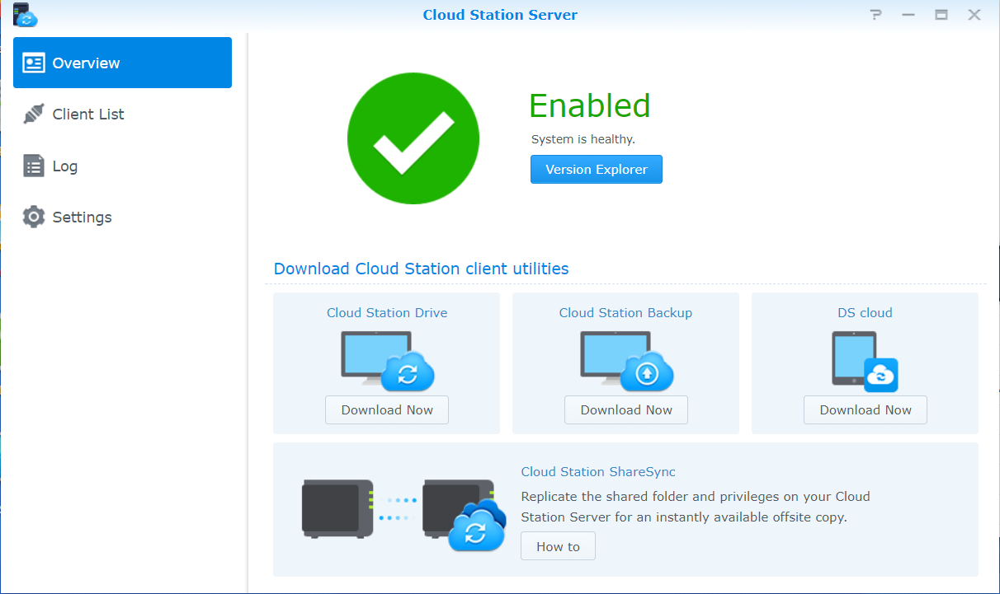 Cloud Station Server
Overview
Client List
Log
Settings
Enabled
System is healthy.
Version Explorer
Download Cloud Station client utilities
Cloud Station Drive
Download Now
Cloud Station Backup
Download Now
DS cloud
Download Now
Cloud Station ShareSync
Replicate the shared folder and privileges on your Cloud
Station Server for an instantly available offsite copy.
How to